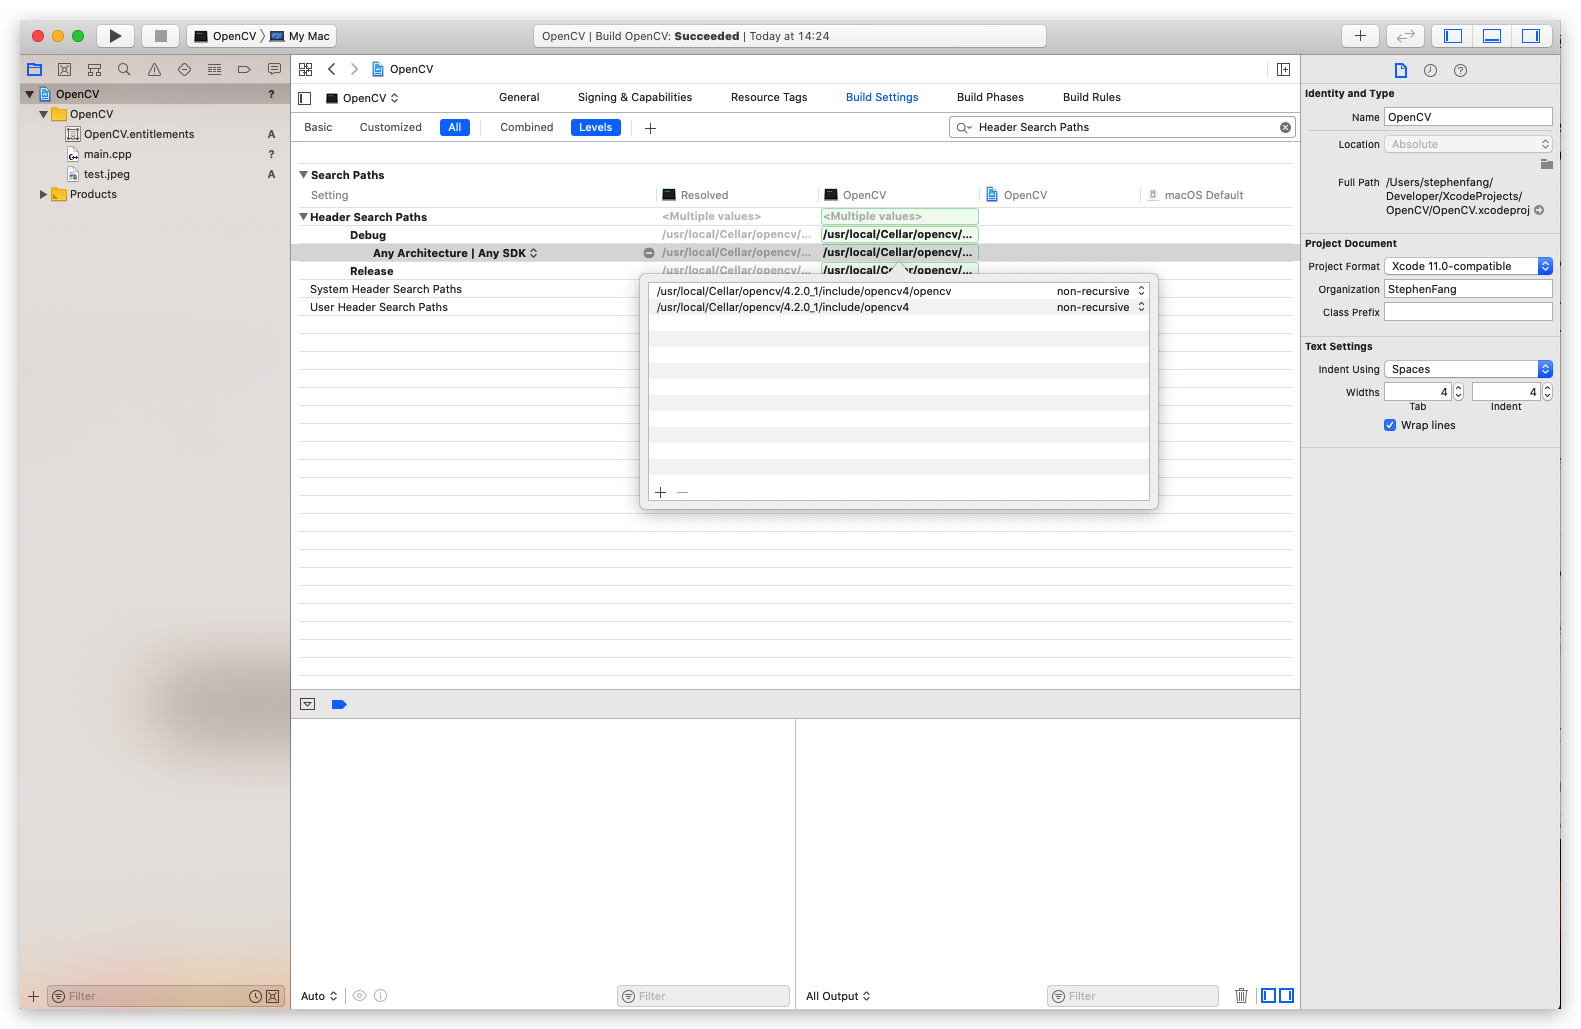 OpenCV 〉 My Mac
OpenCV | Build OpenCV: Succeeded | Today at 14:24
OpenCV ?
OpenCV
OpenCV.entitlements A
main.cpp ?
test.jpeg A
Products
Filter
OpenCV
OpenCV
General Signing & Capabilities Resource Tags Build Settings Build Phases Build Rules
Basic Customized All Combined Levels + Header Search Paths
Search Paths
Setting Resolved OpenCV OpenCV macOS Default
Header Search Paths <Multiple values> <Multiple values>
Debug /usr/local/Cellar/opencv/... /usr/local/Cellar/opencv/...
Any Architecture | Any SDK /usr/local/Cellar/opencv/... /usr/local/Cellar/opencv/...
Release /usr/local/Cellar/opencv/... /usr/local/Cellar/opencv/...
System Header Search Paths
User Header Search Paths
/usr/local/Cellar/opencv/4.2.0_1/include/opencv4/opencv non-recursive
/usr/local/Cellar/opencv/4.2.0_1/include/opencv4 non-recursive
Auto Filter
All Output Filter
Identity and Type
Name OpenCV
Location Absolute
Full Path /Users/stephenfang/
Developer/XcodeProjects/
OpenCV/OpenCV.xcodeproj
Project Document
Project Format Xcode 11.0-compatible
Organization StephenFang
Class Prefix
Text Settings
Indent Using Spaces
Widths 4 4
Tab Indent
Wrap lines